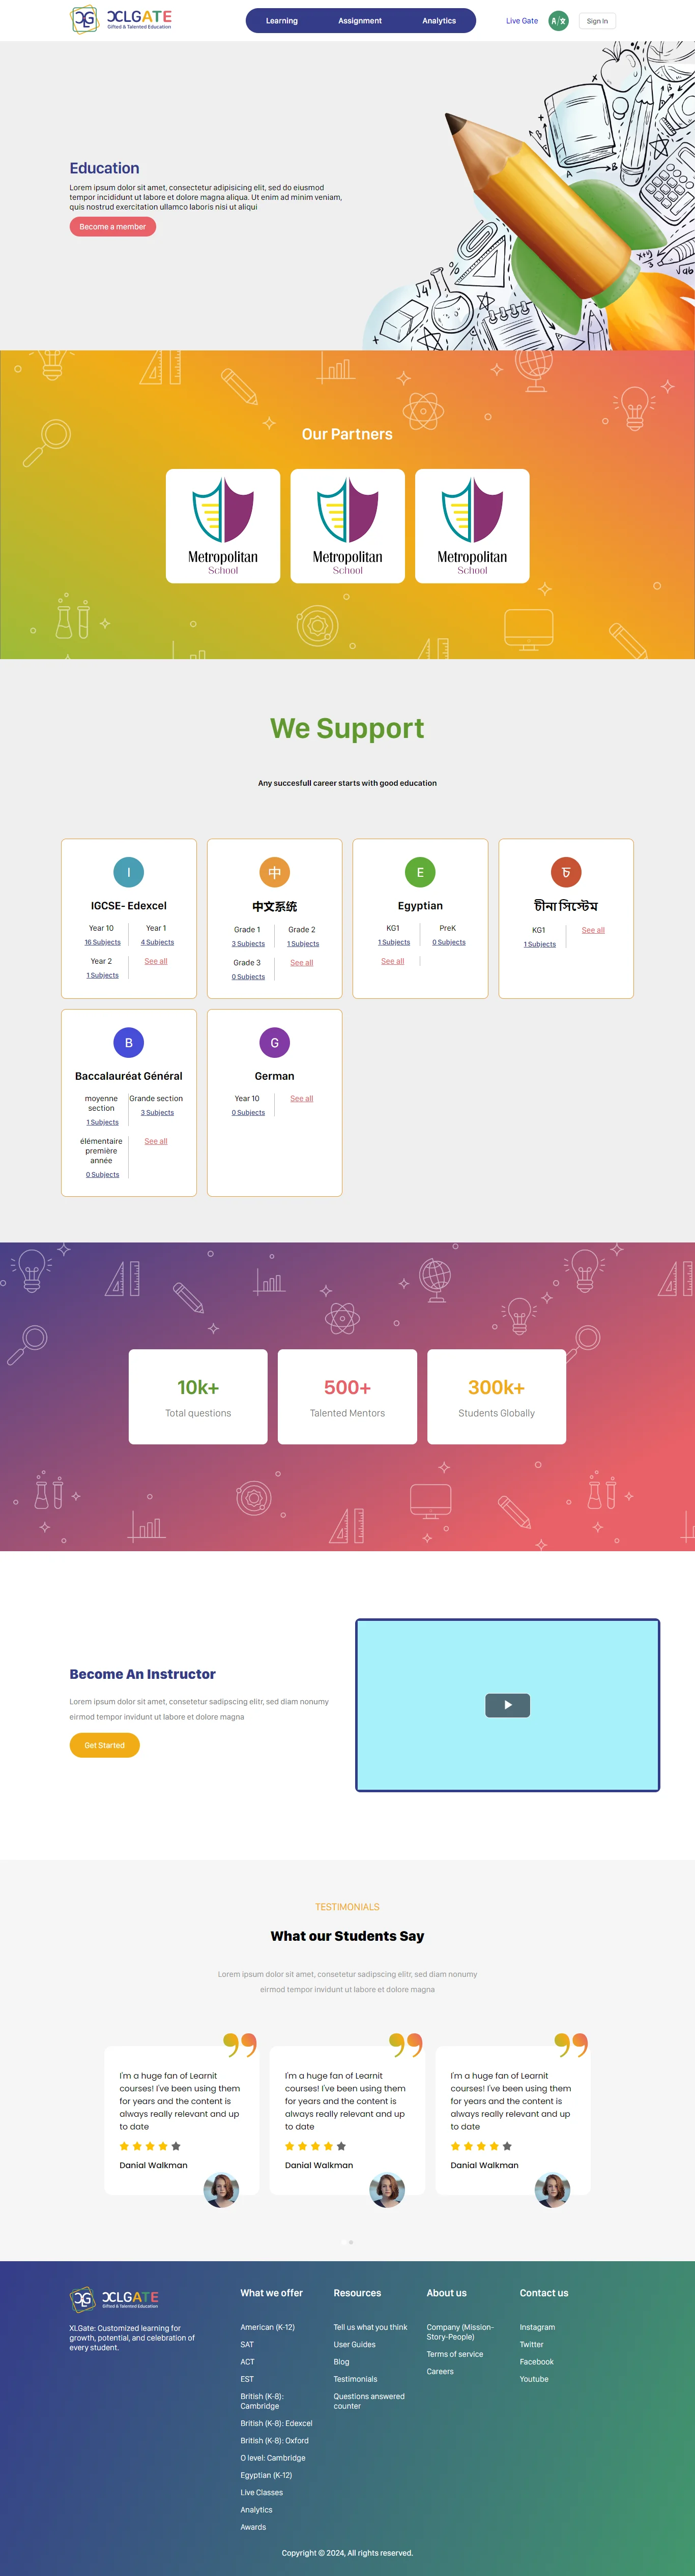 XLG XLGATE
Gifted & Talented Education
Learning
Assignment
Analytics
Live Gate
Sign In
Education
Lorem ipsum dolor sit amet, consectetur adipisicing elit, sed do eiusmod
tempor incididunt ut labore et dolore magna aliqua. Ut enim ad minim veniam,
quis nostrud exercitation ullamco laboris nisi ut aliqui
Become a member
Our Partners
Metropolitan
School
Metropolitan
School
Metropolitan
School
We Support
Any succesfull career starts with good education
I
IGCSE- Edexcel
Year 10
Year 1
16 Subjects
4 Subjects
Year 2
See all
1 Subjects
中
中文系统
Grade 1
Grade 2
3 Subjects
1 Subjects
Grade 3
See all
0 Subjects
E
Egyptian
KG1
PreK
1 Subjects
0 Subjects
See all
চ
চীনা সিস্টেম
KG1
See all
1 Subjects
B
Baccalauréat Général
moyenne
section
Grande section
1 Subjects
3 Subjects
élémentaire
première
année
See all
0 Subjects
G
German
Year 10
See all
0 Subjects
10k+
Total questions
500+
Talented Mentors
300k+
Students Globally
Become An Instructor
Lorem ipsum dolor sit amet, consetetur sadipscing elitr, sed diam nonumy
eirmod tempor invidunt ut labore et dolore magna
Get Started
TESTIMONIALS
What our Students Say
Lorem ipsum dolor sit amet, consetetur sadipscing elitr, sed diam nonumy
eirmod tempor invidunt ut labore et dolore magna
I'm a huge fan of Learnit
courses! I've been using them
for years and the content is
always really relevant and up
to date
Danial Walkman
I'm a huge fan of Learnit
courses! I've been using them
for years and the content is
always really relevant and up
to date
Danial Walkman
I'm a huge fan of Learnit
courses! I've been using them
for years and the content is
always really relevant and up
to date
Danial Walkman
XLG XLGATE
Gifted & Talented Education
XLGate: Customized learning for
growth, potential, and celebration of
every student.
What we offer
American (K-12)
SAT
ACT
EST
British (K-8):
Cambridge
British (K-8): Edexcel
British (K-8): Oxford
O level: Cambridge
Egyptian (K-12)
Live Classes
Analytics
Awards
Resources
Tell us what you think
User Guides
Blog
Testimonials
Questions answered
counter
About us
Company (Mission-
Story-People)
Terms of service
Careers
Contact us
Instagram
Twitter
Facebook
Youtube
Copyright © 2024, All rights reserved.